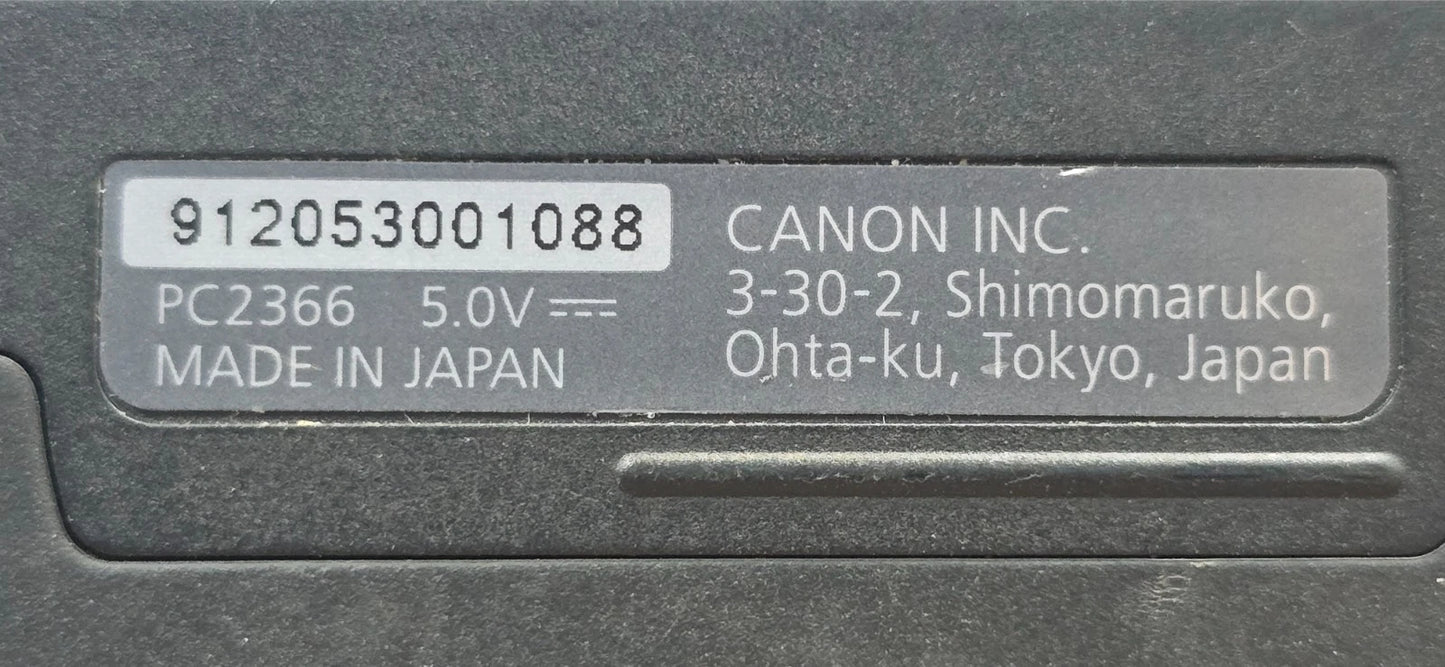 912053001088
PC2366 5.0V ⎓
MADE IN JAPAN
CANON INC.
3-30-2, Shimomaruko,
Ohta-ku, Tokyo, Japan